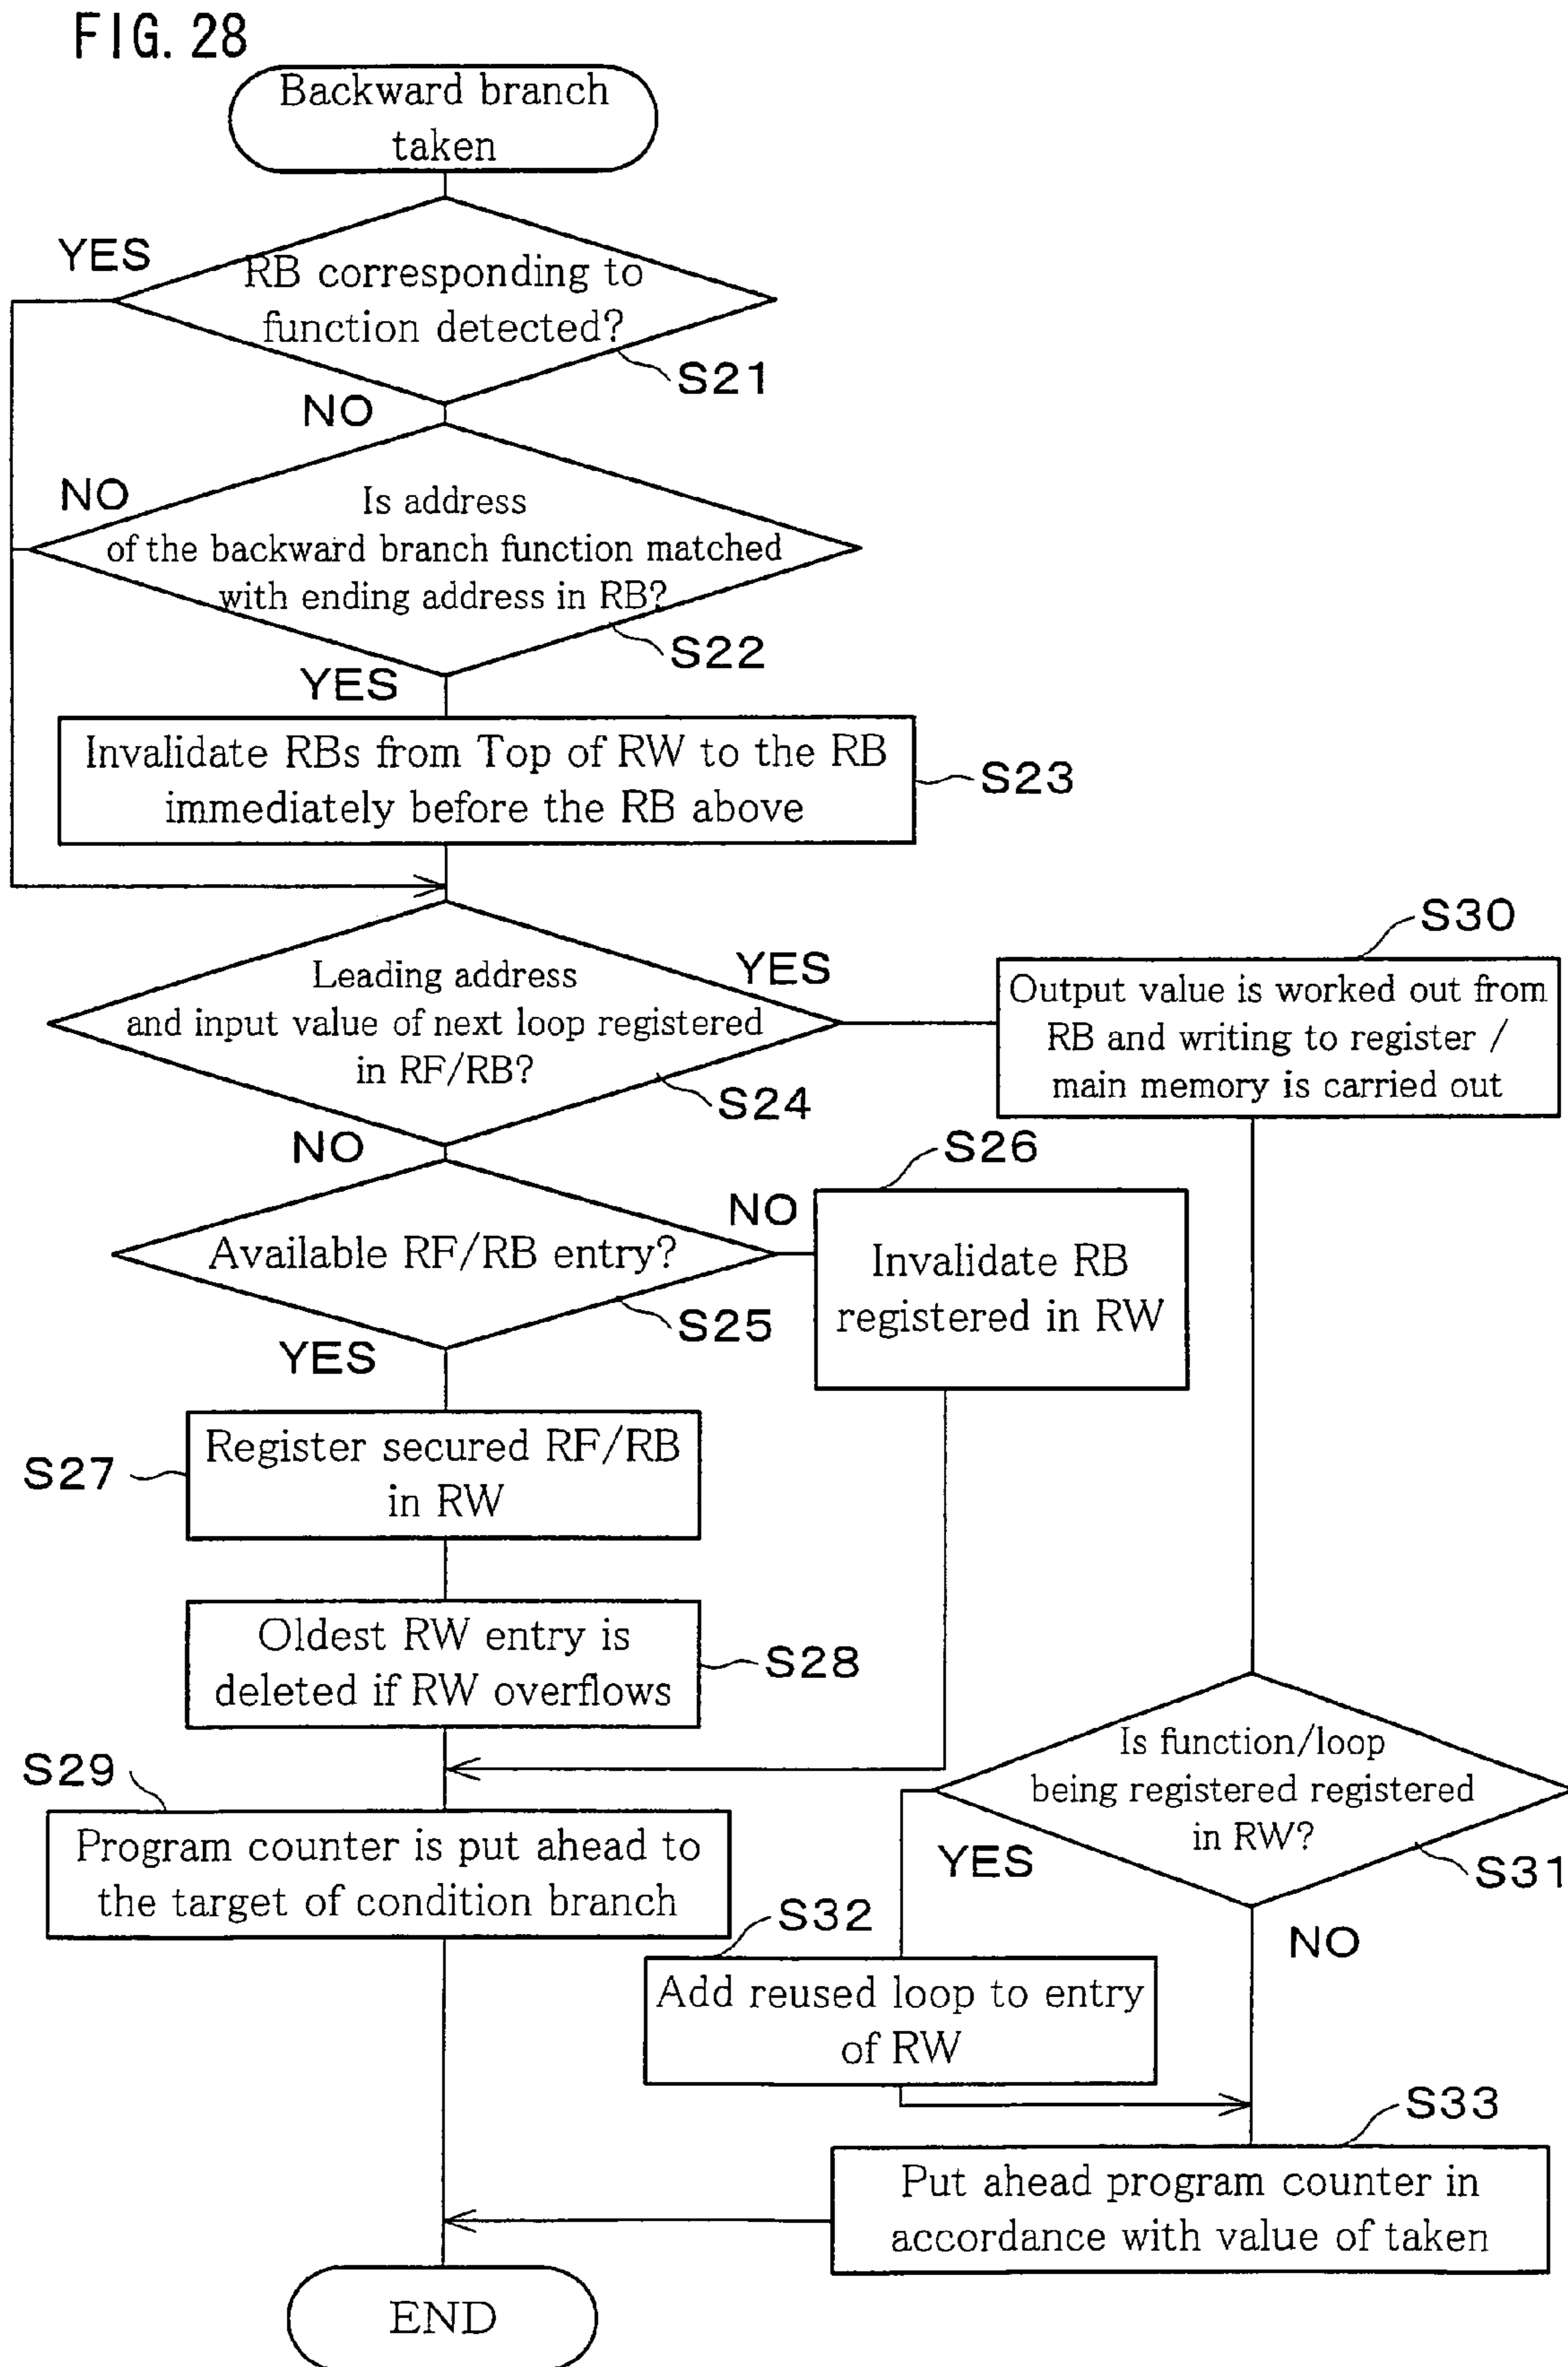 FIG. 28
Backward branch
taken
YES
RB corresponding to
function detected?
S21
NO
NO
Is address
of the backward branch function matched
with ending address in RB?
S22
YES
Invalidate RBs from Top of RW to the RB
immediately before the RB above
S23
S30
Leading address
and input value of next loop registered
in RF/RB?
YES
S24
Output value is worked out from
RB and writing to register /
main memory is carried out
NO
S26
Available RF/RB entry?
NO
S25
Invalidate RB
registered in RW
YES
S27
Register secured RF/RB
in RW
Oldest RW entry is
deleted if RW overflows
S28
S29
Is function/loop
being registered registered
in RW?
S31
Program counter is put ahead to
the target of condition branch
YES
S32
NO
Add reused loop to entry
of RW
S33
Put ahead program counter in
accordance with value of taken
END